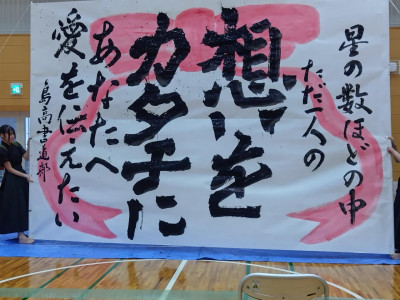 星の数ほどの中
ただ一人の
想いを
カタチに
あなたへ
愛を伝えたい
島高書道部